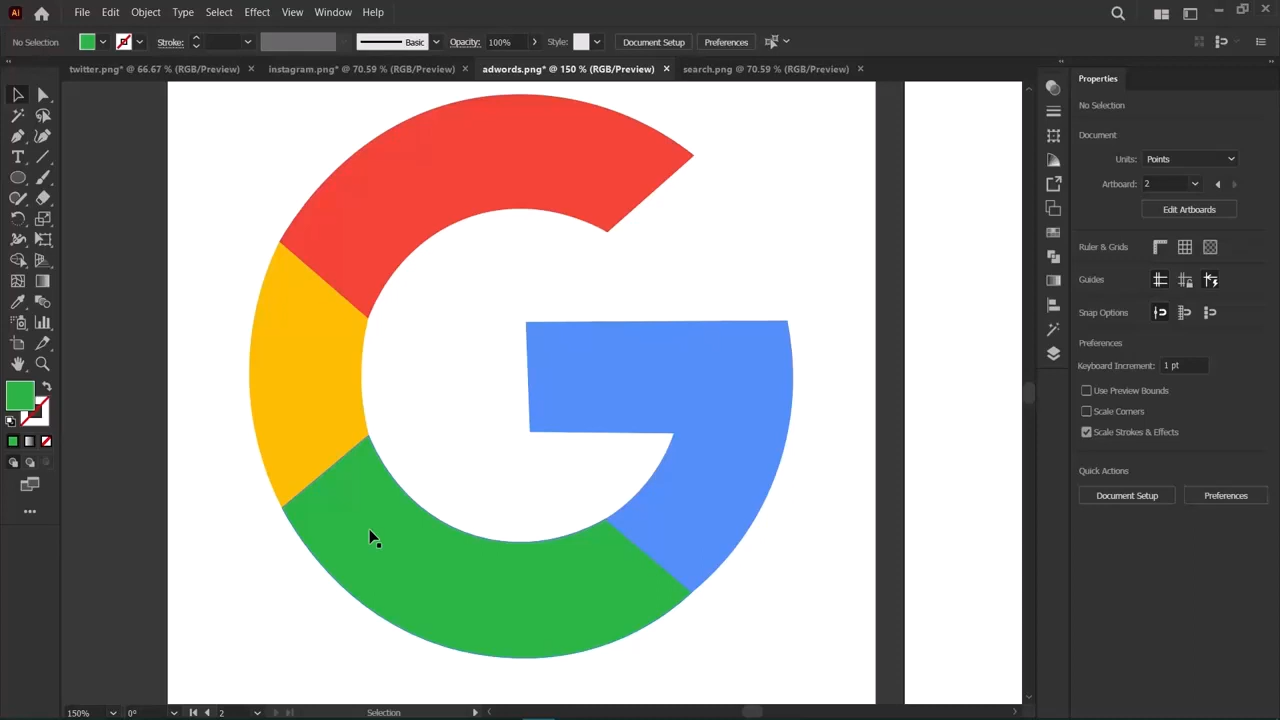 Ai File Edit Object Type Select Effect View Window Help
No Selection Stroke: Basic Opacity: 100% Style: Document Setup Preferences
twitter.png* @ 66.67 % (RGB/Preview) × instagram.png* @ 70.59 % (RGB/Preview) × adwords.png* @ 150 % (RGB/Preview) × search.png @ 70.59 % (RGB/Preview) ×
Properties
No Selection
Document
Units: Points
Artboard: 2
Edit Artboards
Ruler & Grids
Guides
Snap Options
Preferences
Keyboard Increment: 1 pt
Use Preview Bounds
Scale Corners
Scale Strokes & Effects
Quick Actions
Document Setup Preferences
150% 0° 2 Selection